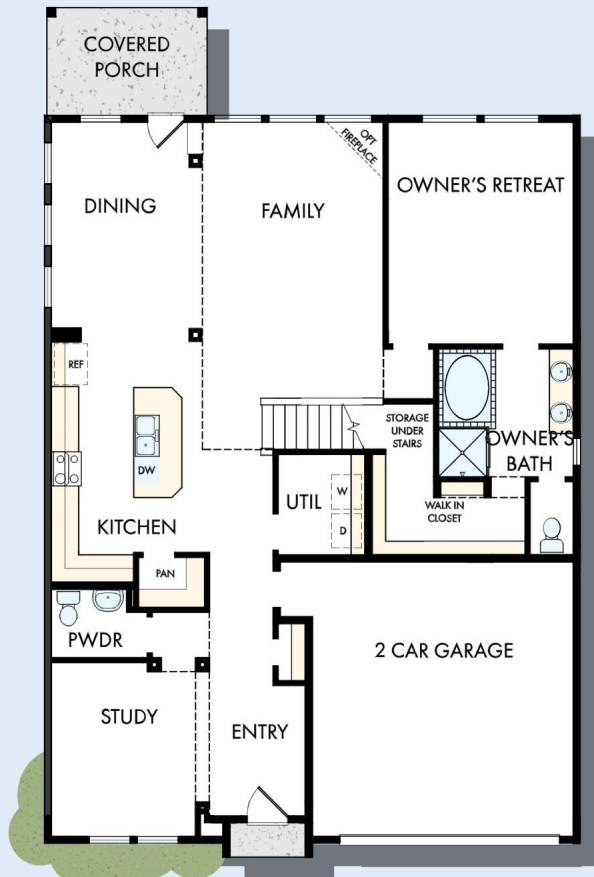 COVERED
PORCH
OPT
FIREPLACE
DINING
FAMILY
OWNER'S RETREAT
REF
STORAGE
UNDER
STAIRS
OWNER'S
BATH
DW
UTIL
W
D
WALK IN
CLOSET
KITCHEN
PAN
PWDR
2 CAR GARAGE
STUDY
ENTRY